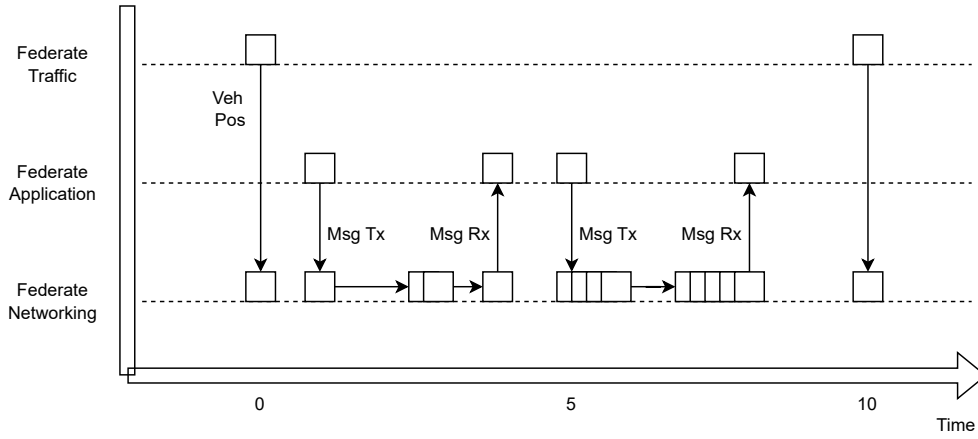 Federate
Traffic
Veh
Pos
Federate
Application
Msg Tx
Msg Rx
Msg Tx
Msg Rx
Federate
Networking
0
5
10
Time